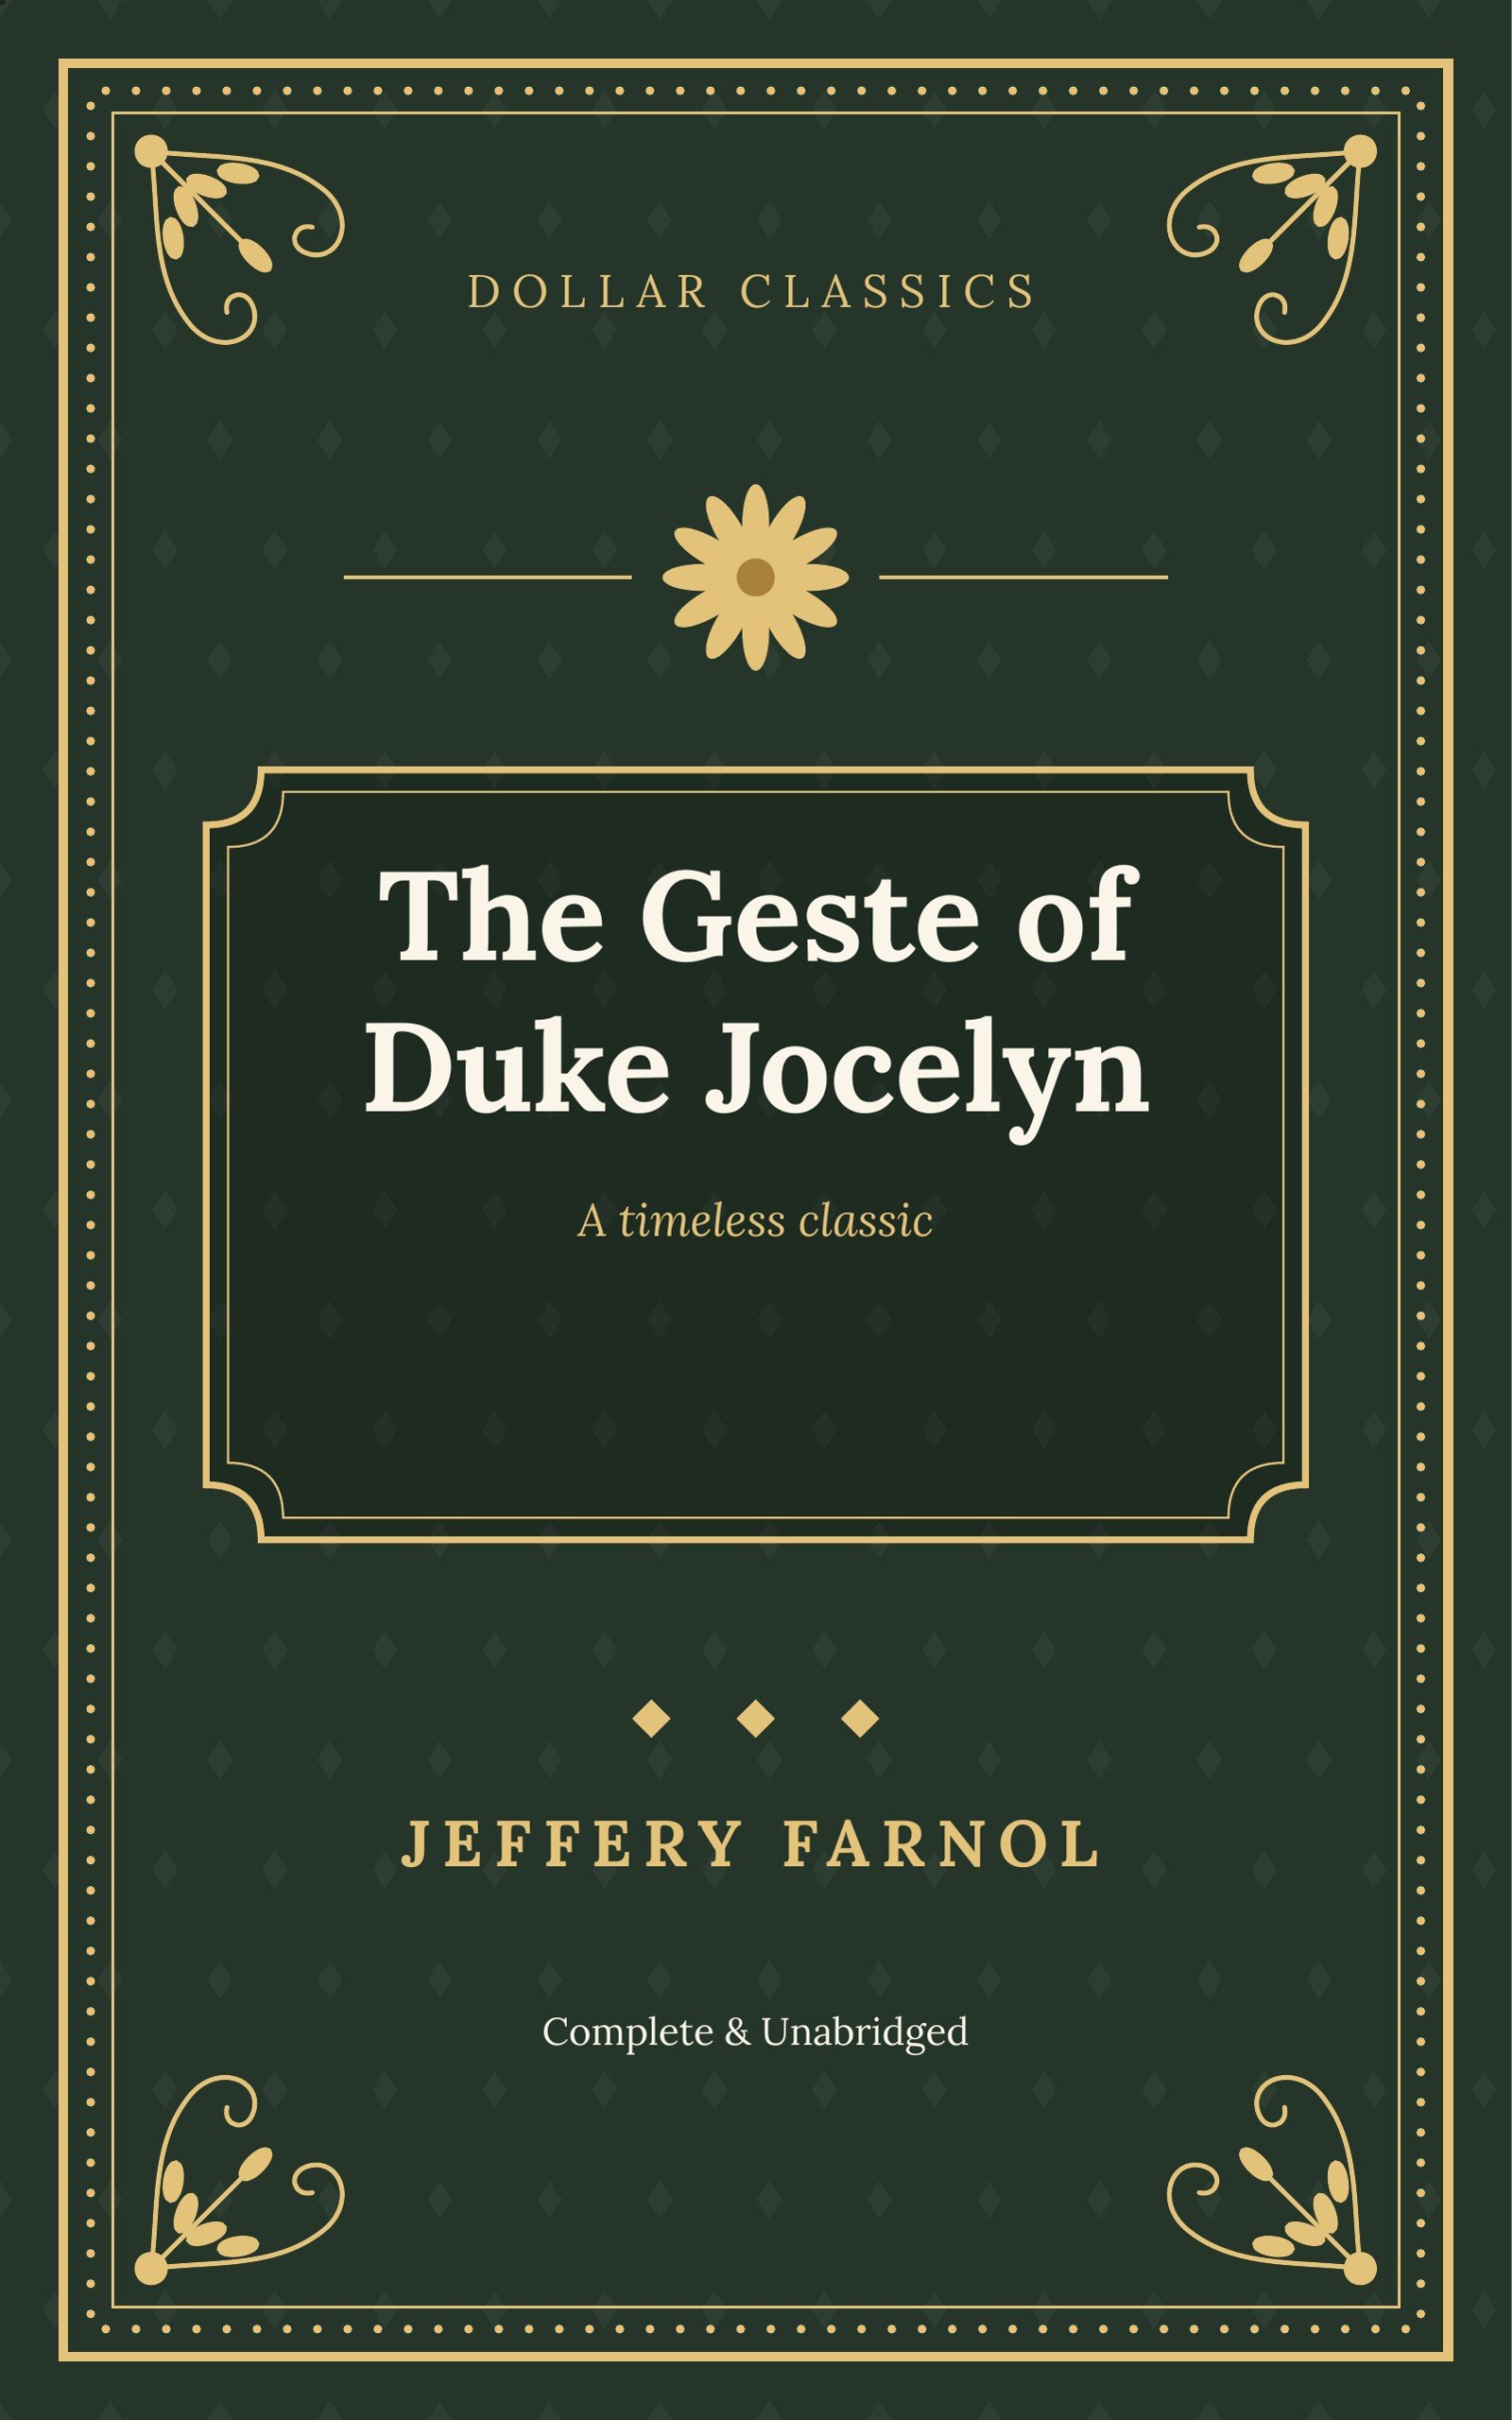 DOLLAR CLASSICS
The Geste of
Duke Jocelyn
A timeless classic
JEFFERY FARNOL
Complete & Unabridged